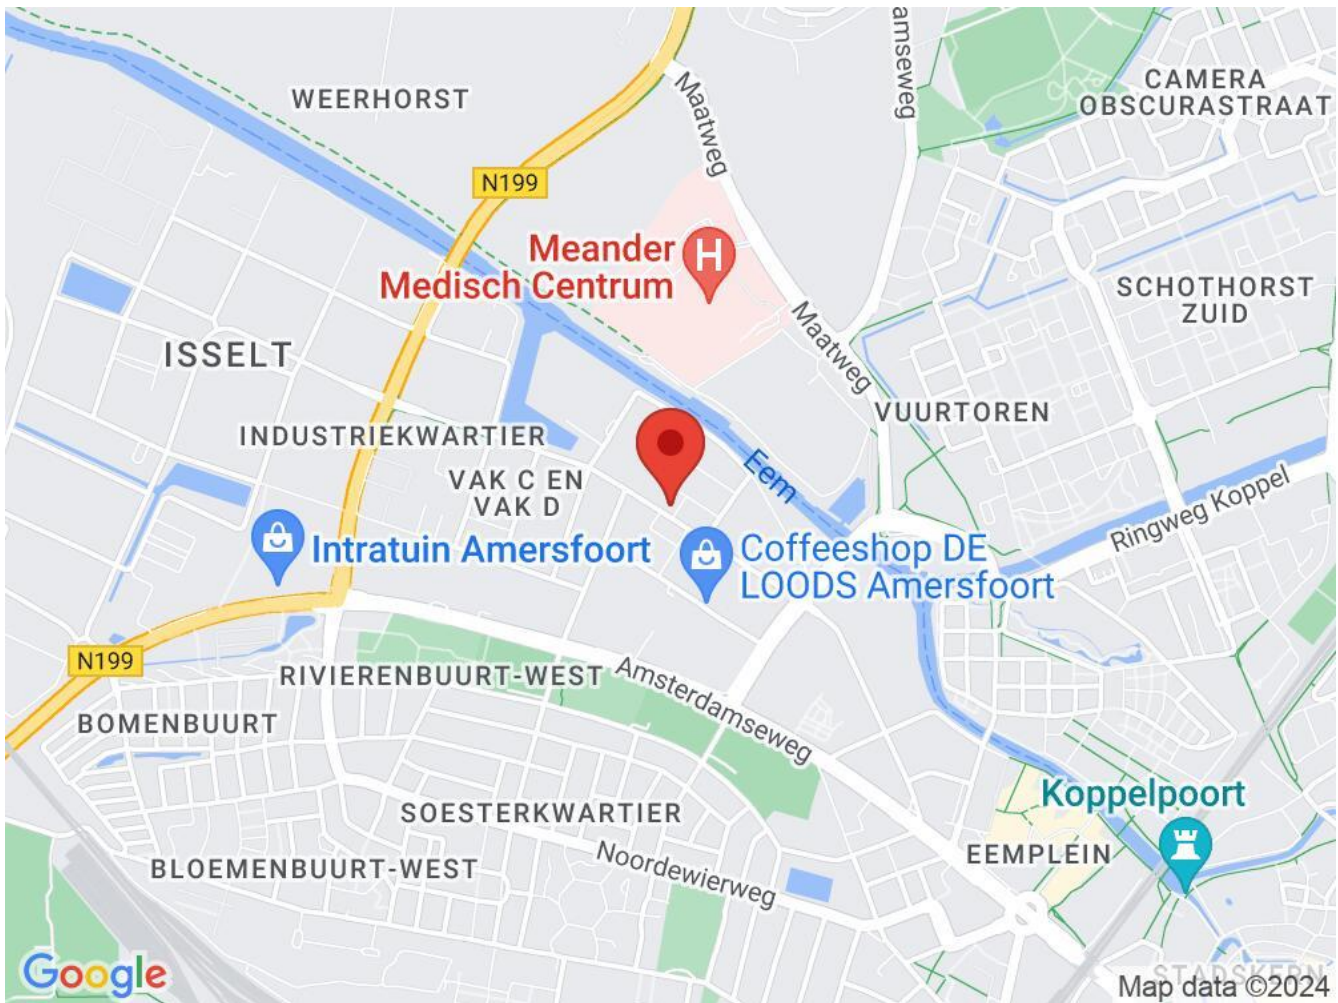 amseweg
CAMERA
OBSCURASTRAAT
WEERHORST
Maatweg
N199
Meander
Medisch Centrum
H
SCHOTHORST
ZUID
Maatweg
ISSELT
VUURTOREN
INDUSTRIEKWARTIER
VAK C EN
VAK D
Eem
Ringweg Koppel
Intratuin Amersfoort
Coffeeshop DE
LOODS Amersfoort
N199
RIVIERENBUURT-WEST
Amsterdamseweg
BOMENBUURT
Koppelpoort
SOESTERKWARTIER
EEMPLEIN
BLOEMENBUURT-WEST
Noordewierweg
Google
STADSKERN
Map data ©2024